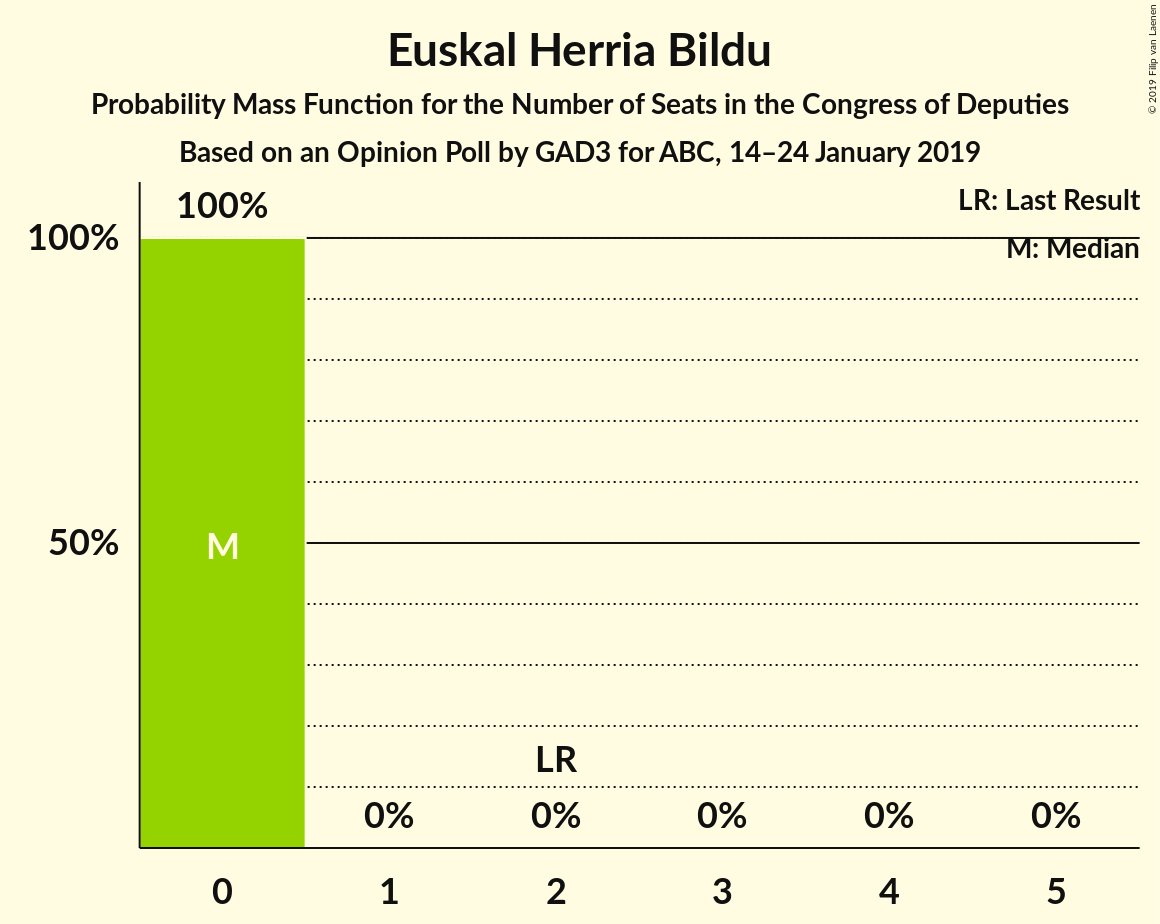 Euskal Herria Bildu
Probability Mass Function for the Number of Seats in the Congress of Deputies
Based on an Opinion Poll by GAD3 for ABC, 14–24 January 2019
© 2019 Filip van Laenen
LR: Last Result
M: Median
100%
100%
50%
M
LR
0%
0%
0%
0%
0%
0
1
2
3
4
5